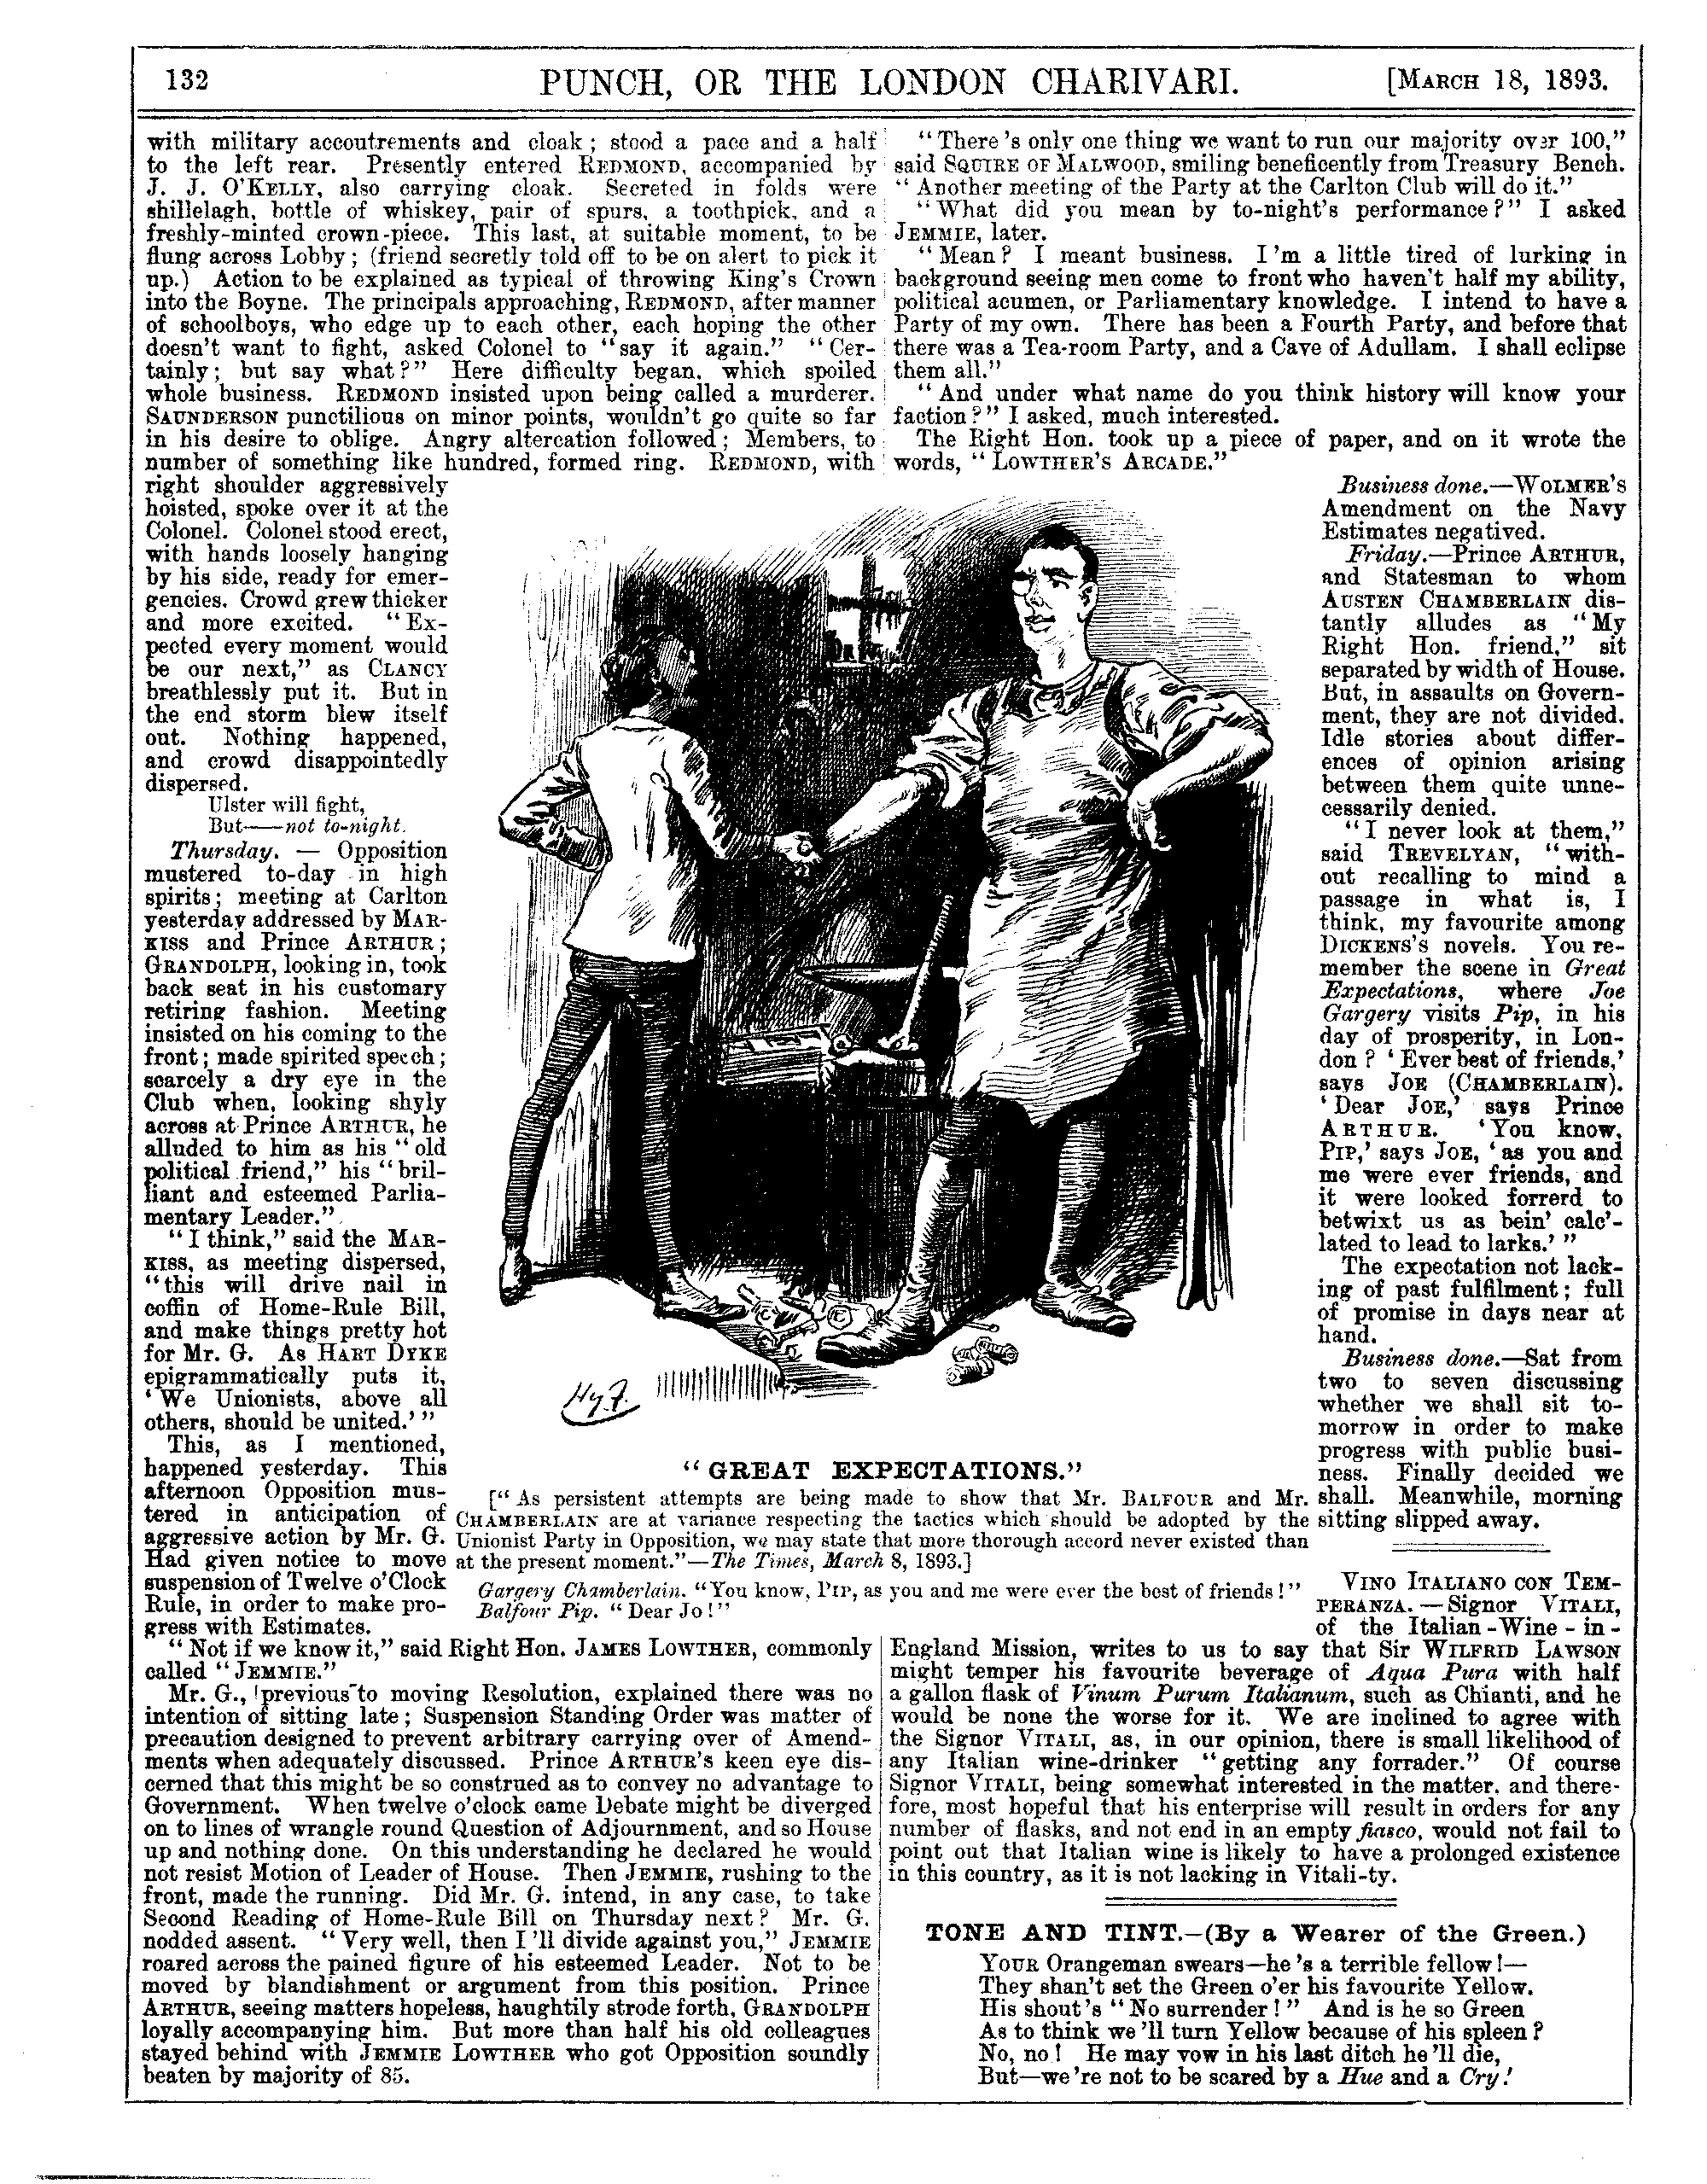 132
PUNCH, OR THE LONDON CHARIVARI.
[MARCH 18, 1893.
with military accoutrements and cloak; stood a pace and a half
to the left rear. Presently entered REDMOND, accompanied by
J. J. O'KELLY, also carrying cloak. Secreted in folds were
shillelagh, bottle of whiskey, pair of spurs, a toothpick, and a
freshly-minted crown-piece. This last, at suitable moment, to be
flung across Lobby; (friend secretly told off to be on alert to pick it
up.) Action to be explained as typical of throwing King's Crown
into the Boyne. The principals approaching, REDMOND, after manner
of schoolboys, who edge up to each other, each hoping the other
doesn't want to fight, asked Colonel to "say it again." "Cer-
tainly; but say what?" Here difficulty began, which spoiled
whole business. REDMOND insisted upon being called a murderer.
SAUNDERSON punctilious on minor points, wouldn't go quite so far
in his desire to oblige. Angry altercation followed; Members, to
number of something like hundred, formed ring. REDMOND, with
right shoulder aggressively
hoisted, spoke over it at the
Colonel. Colonel stood erect,
with hands loosely hanging
by his side, ready for emer-
gencies. Crowd grew thicker
and more excited. "Ex-
pected every moment would
be our next," as CLANCY
breathlessly put it. But in
the end storm blew itself
out. Nothing happened,
and crowd disappointedly
dispersed.
Ulster will fight,
But——not to-night.
Thursday. — Opposition
mustered to-day in high
spirits; meeting at Carlton
yesterday addressed by MAR-
KISS and Prince ARTHUR;
GRANDOLPH, looking in, took
back seat in his customary
retiring fashion. Meeting
insisted on his coming to the
front; made spirited speech;
scarcely a dry eye in the
Club when, looking shyly
across at Prince ARTHUR, he
alluded to him as his "old
political friend," his "bril-
liant and esteemed Parlia-
mentary Leader."
"I think," said the MAR-
KISS, as meeting dispersed,
"this will drive nail in
coffin of Home-Rule Bill,
and make things pretty hot
for Mr. G. As HART DYKE
epigrammatically puts it,
'We Unionists, above all
others, should be united.'"
This, as I mentioned,
happened yesterday. This
afternoon Opposition mus-
tered in anticipation of
aggressive action by Mr. G.
Had given notice to move
suspension of Twelve o'Clock
Rule, in order to make pro-
gress with Estimates.
"Not if we know it," said Right Hon. JAMES LOWTHER, commonly
called "JEMMIE."
Mr. G., previous to moving Resolution, explained there was no
intention of sitting late; Suspension Standing Order was matter of
precaution designed to prevent arbitrary carrying over of Amend-
ments when adequately discussed. Prince ARTHUR's keen eye dis-
cerned that this might be so construed as to convey no advantage to
Government. When twelve o'clock came Debate might be diverged
on to lines of wrangle round Question of Adjournment, and so House
up and nothing done. On this understanding he declared he would
not resist Motion of Leader of House. Then JEMMIE, rushing to the
front, made the running. Did Mr. G. intend, in any case, to take
Second Reading of Home-Rule Bill on Thursday next? Mr. G.
nodded assent. "Very well, then I'll divide against you," JEMMIE
roared across the pained figure of his esteemed Leader. Not to be
moved by blandishment or argument from this position. Prince
ARTHUR, seeing matters hopeless, haughtily strode forth, GRANDOLPH
loyally accompanying him. But more than half his old colleagues
stayed behind with JEMMIE LOWTHER who got Opposition soundly
beaten by majority of 85.
"There's only one thing we want to run our majority over 100,"
said SQUIRE OF MALWOOD, smiling beneficently from Treasury Bench.
"Another meeting of the Party at the Carlton Club will do it."
"What did you mean by to-night's performance?" I asked
JEMMIE, later.
"Mean? I meant business. I'm a little tired of lurking in
background seeing men come to front who haven't half my ability,
political acumen, or Parliamentary knowledge. I intend to have a
Party of my own. There has been a Fourth Party, and before that
there was a Tea-room Party, and a Cave of Adullam. I shall eclipse
them all."
"And under what name do you think history will know your
faction?" I asked, much interested.
The Right Hon. took up a piece of paper, and on it wrote the
words, "LOWTHER'S ARCADE."
Business done.—WOLMER'S
Amendment on the Navy
Estimates negatived.
Friday.—Prince ARTHUR,
and Statesman to whom
AUSTEN CHAMBERLAIN dis-
tantly alludes as "My
Right Hon. friend," sit
separated by width of House.
But, in assaults on Govern-
ment, they are not divided.
Idle stories about differ-
ences of opinion arising
between them quite unne-
cessarily denied.
"I never look at them,"
said TREVELYAN, "with-
out recalling to mind a
passage in what is, I
think, my favourite among
DICKENS'S novels. You re-
member the scene in Great
Expectations, where Joe
Gargery visits Pip, in his
day of prosperity, in Lon-
don? 'Ever best of friends,'
says JOE (CHAMBERLAIN).
'Dear JOE,' says Prince
ARTHUR. 'You know,
PIP,' says JOE, 'as you and
me were ever friends, and
it were looked forrerd to
betwixt us as bein' calc'-
lated to lead to larks.'"
The expectation not lack-
ing of past fulfilment; full
of promise in days near at
hand.
Business done.—Sat from
two to seven discussing
whether we shall sit to-
morrow in order to make
progress with public busi-
ness. Finally decided we
shall. Meanwhile, morning
sitting slipped away.
Hy. F.
"GREAT EXPECTATIONS."
["As persistent attempts are being made to show that Mr. BALFOUR and Mr.
CHAMBERLAIN are at variance respecting the tactics which should be adopted by the
Unionist Party in Opposition, we may state that more thorough accord never existed than
at the present moment."—The Times, March 8, 1893.]
Gargery Chamberlain. "You know, PIP, as you and me were ever the best of friends!"
Balfour Pip. "Dear Jo!"
VINO ITALIANO CON TEM-
PERANZA. — Signor VITALI,
of the Italian-Wine-in-
England Mission, writes to us to say that Sir WILFRID LAWSON
might temper his favourite beverage of Aqua Pura with half
a gallon flask of Vinum Purum Italianum, such as Chianti, and he
would be none the worse for it. We are inclined to agree with
the Signor VITALI, as, in our opinion, there is small likelihood of
any Italian wine-drinker "getting any forrader." Of course
Signor VITALI, being somewhat interested in the matter, and there-
fore, most hopeful that his enterprise will result in orders for any
number of flasks, and not end in an empty fiasco, would not fail to
point out that Italian wine is likely to have a prolonged existence
in this country, as it is not lacking in Vitali-ty.
TONE AND TINT.—(By a Wearer of the Green.)
YOUR Orangeman swears—he's a terrible fellow!—
They shan't set the Green o'er his favourite Yellow.
His shout's "No surrender!" And is he so Green
As to think we'll turn Yellow because of his spleen?
No, no! He may vow in his last ditch he'll die,
But—we're not to be scared by a Hue and a Cry!